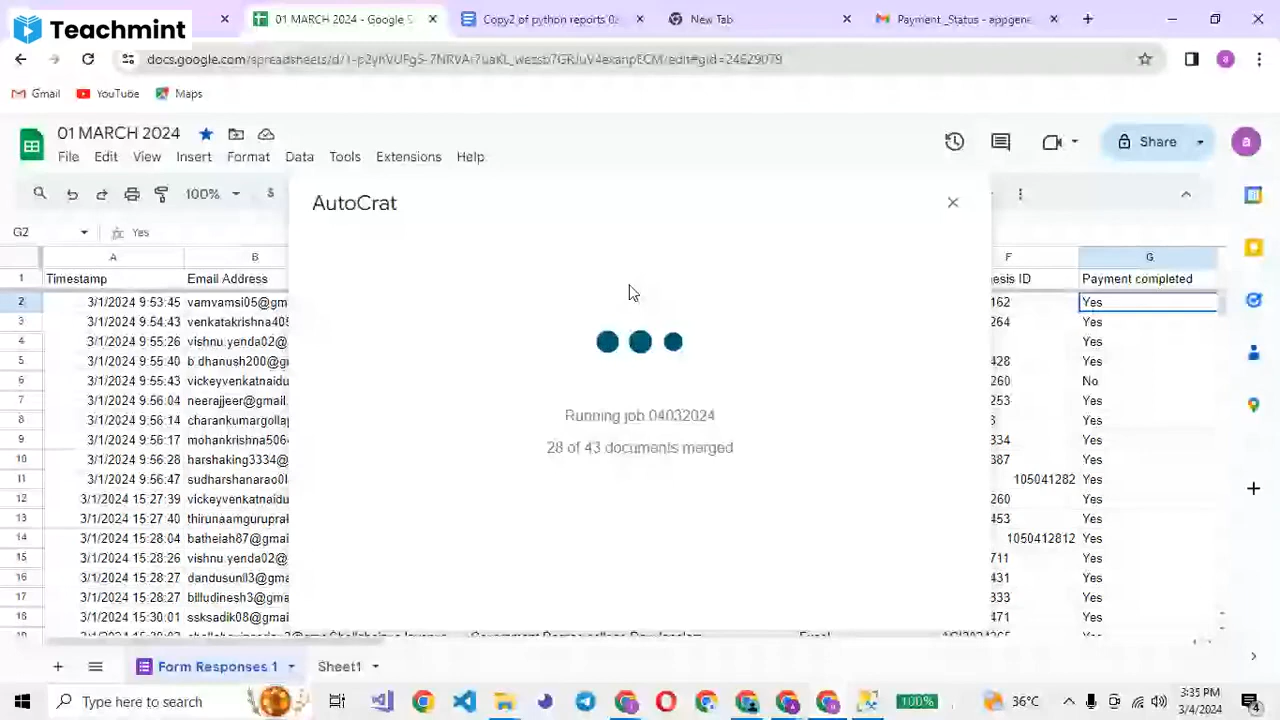 Teachmint
01 MARCH 2024 - Google S
Copy2 of python reports 02
New Tab
Payment_Status - appgene
Gmail
YouTube
Maps
01 MARCH 2024
File Edit View Insert Format Data Tools Extensions Help
Share
a
100%
$
AutoCrat
G2
Yes
A B F G
1 Timestamp Email Address esis ID Payment completed
2 3/1/2024 9:53:45 vamvamsi05@gm 162 Yes
3 3/1/2024 9:54:43 venkatakrishna405 264 Yes
4 3/1/2024 9:55:26 vishnu.yenda02@ Yes
5 3/1/2024 9:55:40 b.dhanush200@g 428 Yes
6 3/1/2024 9:55:43 vickeyvenkatnaidu 260 No
7 3/1/2024 9:56:04 neerajjeer@gmail. 253 Yes
8 3/1/2024 9:56:14 charankumargolla Yes
9 3/1/2024 9:56:17 mohankrishna506 334 Yes
10 3/1/2024 9:56:28 harshaking3334@ 387 Yes
11 3/1/2024 9:56:47 sudharshanarao0 105041282 Yes
12 3/1/2024 15:27:39 vickeyvenkatnaidu 260 Yes
13 3/1/2024 15:27:40 thirunaamguruprak 453 Yes
14 3/1/2024 15:28:04 batheiah87@gmai 1050412812 Yes
15 3/1/2024 15:28:26 vishnu.yenda02@ 711 Yes
16 3/1/2024 15:28:27 dandusunil3@gm 431 Yes
17 3/1/2024 15:28:27 billudinesh3@gm 333 Yes
18 3/1/2024 15:30:01 ssksadik08@gmai 471 Yes
Running job 04032024
28 of 43 documents merged
Form Responses 1
Sheet1
Type here to search
100%
36°C
3:35 PM
3/4/2024
4